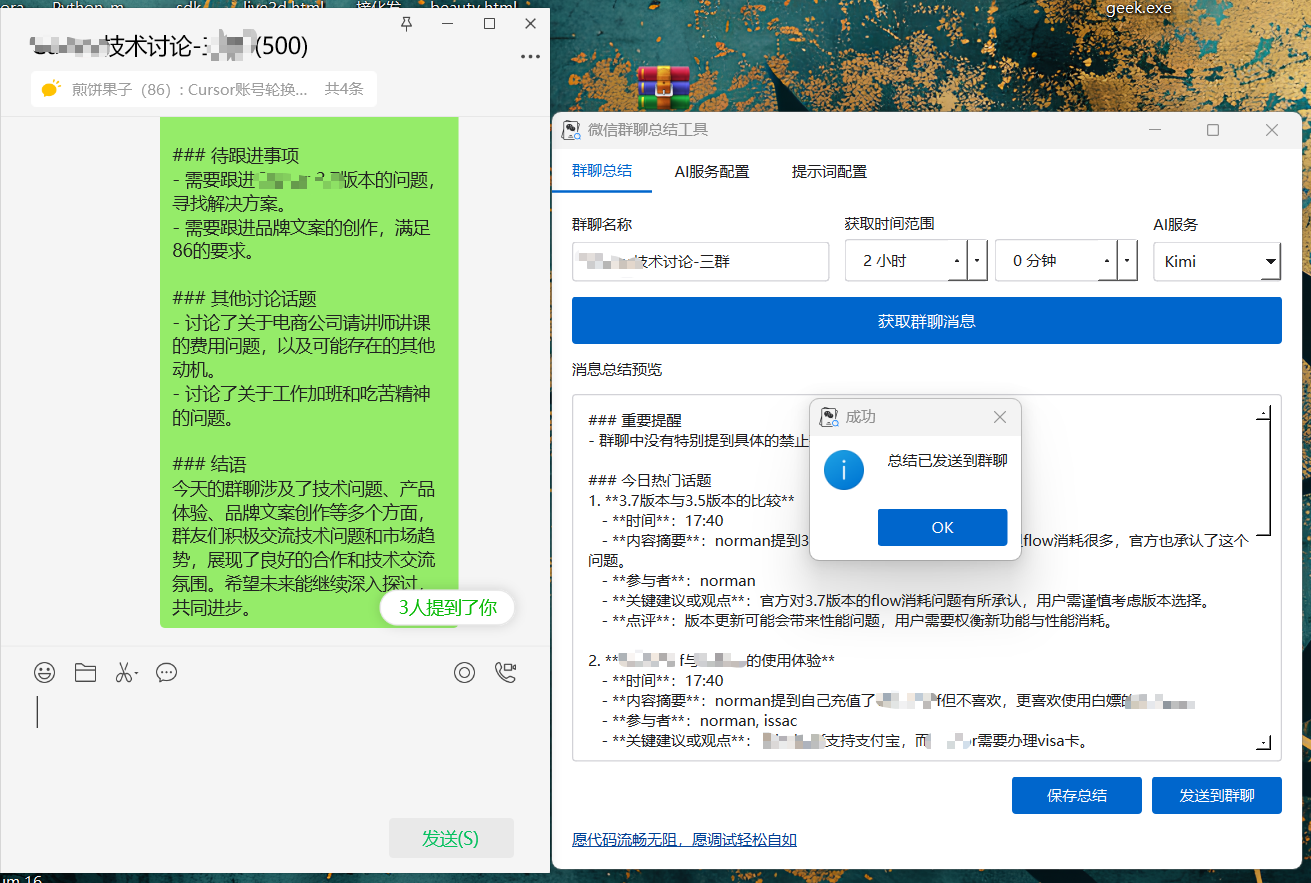 Python m
sdk
live2d.html
接化发
beauty.html
geek.exe
技术讨论-三 (500)
煎饼果子（86）: Cursor账号轮换... 共4条
### 待跟进事项
- 需要跟进 版本的问题，
寻找解决方案。
- 需要跟进品牌文案的创作，满足
86的要求。
### 其他讨论话题
- 讨论了关于电商公司请讲师讲课
的费用问题，以及可能存在的其他
动机。
- 讨论了关于工作加班和吃苦精神
的问题。
### 结语
今天的群聊涉及了技术问题、产品
体验、品牌文案创作等多个方面，
群友们积极交流技术问题和市场趋
势，展现了良好的合作和技术交流
氛围。希望未来能继续深入探讨，
共同进步。
3人提到了你
发送(S)
um 16
微信群聊总结工具
群聊总结 AI服务配置 提示词配置
群聊名称 获取时间范围 AI服务
技术讨论-三群 2 小时 0 分钟 Kimi
获取群聊消息
消息总结预览
### 重要提醒
- 群聊中没有特别提到具体的禁止
### 今日热门话题
1. **3.7版本与3.5版本的比较**
- **时间**：17:40
- **内容摘要**：norman提到3 flow消耗很多，官方也承认了这个
问题。
- **参与者**：norman
- **关键建议或观点**：官方对3.7版本的flow消耗问题有所承认，用户需谨慎考虑版本选择。
- **点评**：版本更新可能会带来性能问题，用户需要权衡新功能与性能消耗。
2. ** f与 的使用体验**
- **时间**：17:40
- **内容摘要**：norman提到自己充值了 f但不喜欢，更喜欢使用白嫖的
- **参与者**：norman, issac
- **关键建议或观点**： 支持支付宝，而 r需要办理visa卡。
成功
总结已发送到群聊
OK
保存总结 发送到群聊
愿代码流畅无阻，愿调试轻松自如